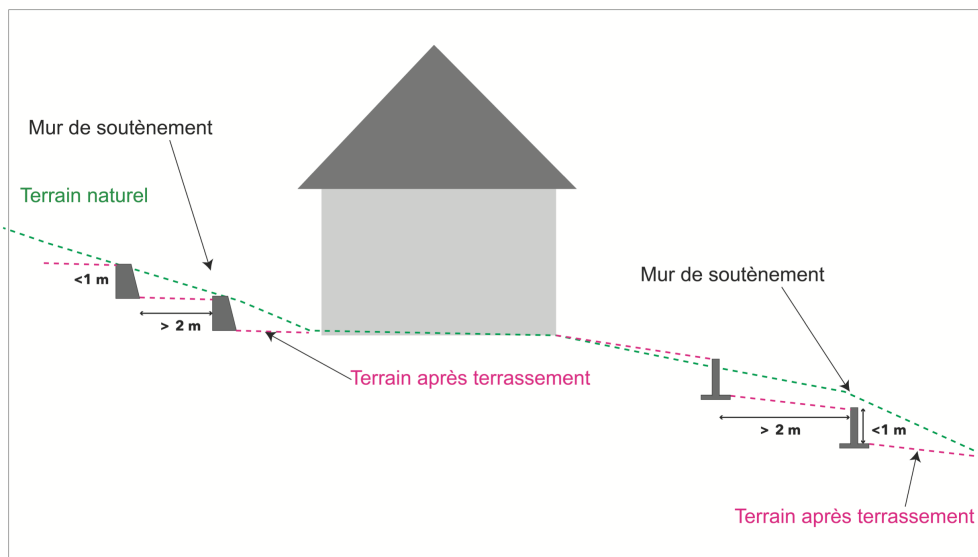 Mur de soutènement
Terrain naturel
<1 m
> 2 m
Terrain après terrassement
Mur de soutènement
> 2 m
<1 m
Terrain après terrassement